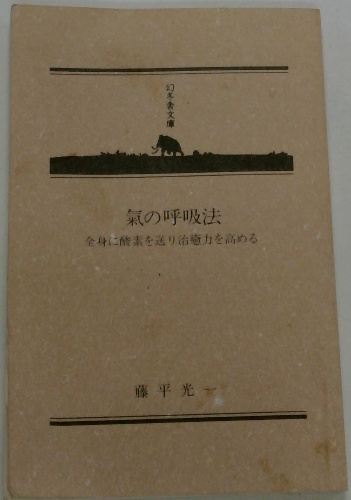 幻冬舎文庫
氣の呼吸法
全身に酸素を送り治癒力を高める
藤平光一